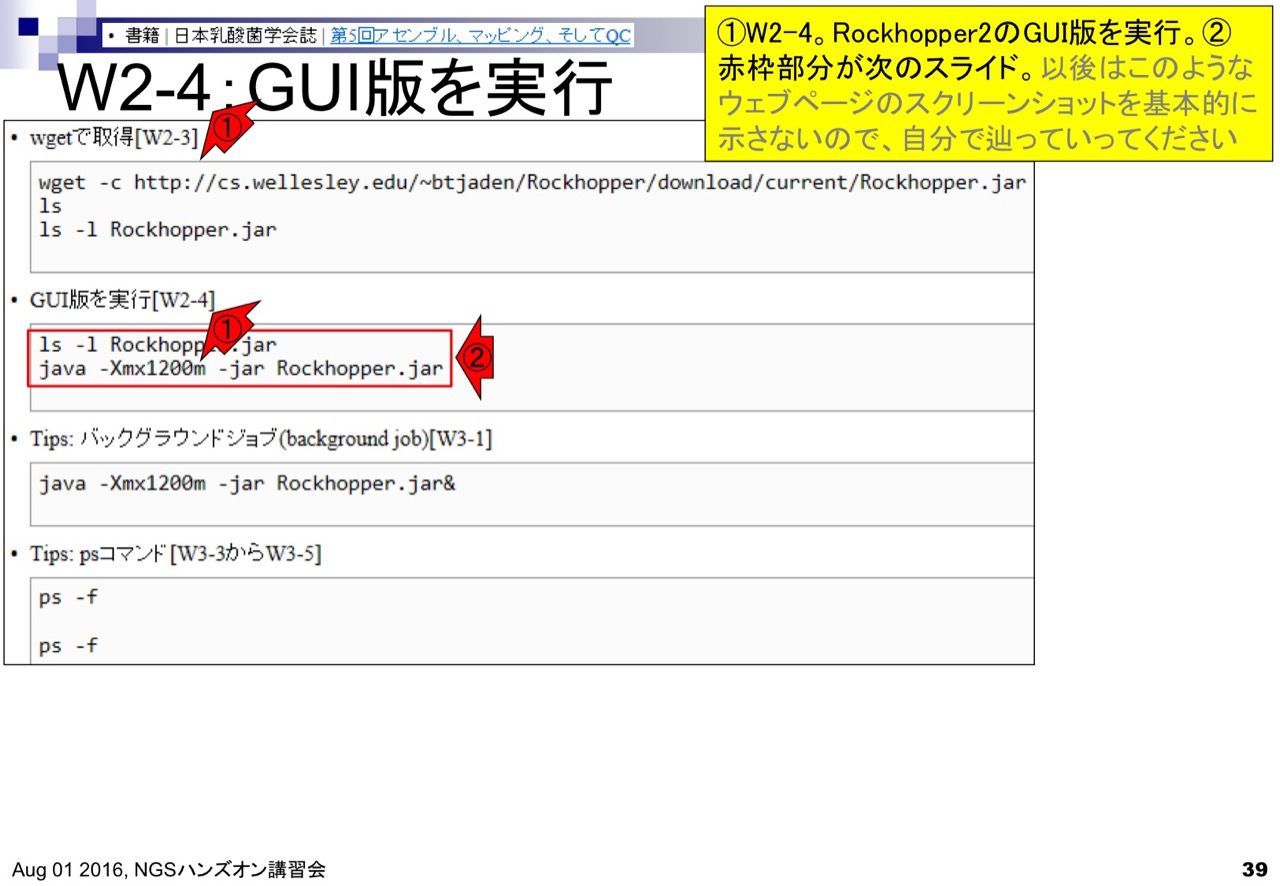 • 書籍 | 日本乳酸菌学会誌 | 第5回アセンブル、マッピング、そしてQC
W2-4:GUI版を実行
①W2-4。Rockhopper2のGUI版を実行。②
赤枠部分が次のスライド。以後はこのような
ウェブページのスクリーンショットを基本的に
示さないので、自分で辿っていってください
①
• wgetで取得[W2-3]
wget -c http://cs.wellesley.edu/~btjaden/Rockhopper/download/current/Rockhopper.jar
ls
ls -l Rockhopper.jar
• GUI版を実行[W2-4]
①
ls -l Rockhopper.jar
java -Xmx1200m -jar Rockhopper.jar
②
• Tips: バックグラウンドジョブ(background job)[W3-1]
java -Xmx1200m -jar Rockhopper.jar&
• Tips: psコマンド[W3-3からW3-5]
ps -f
ps -f
Aug 01 2016, NGSハンズオン講習会
39